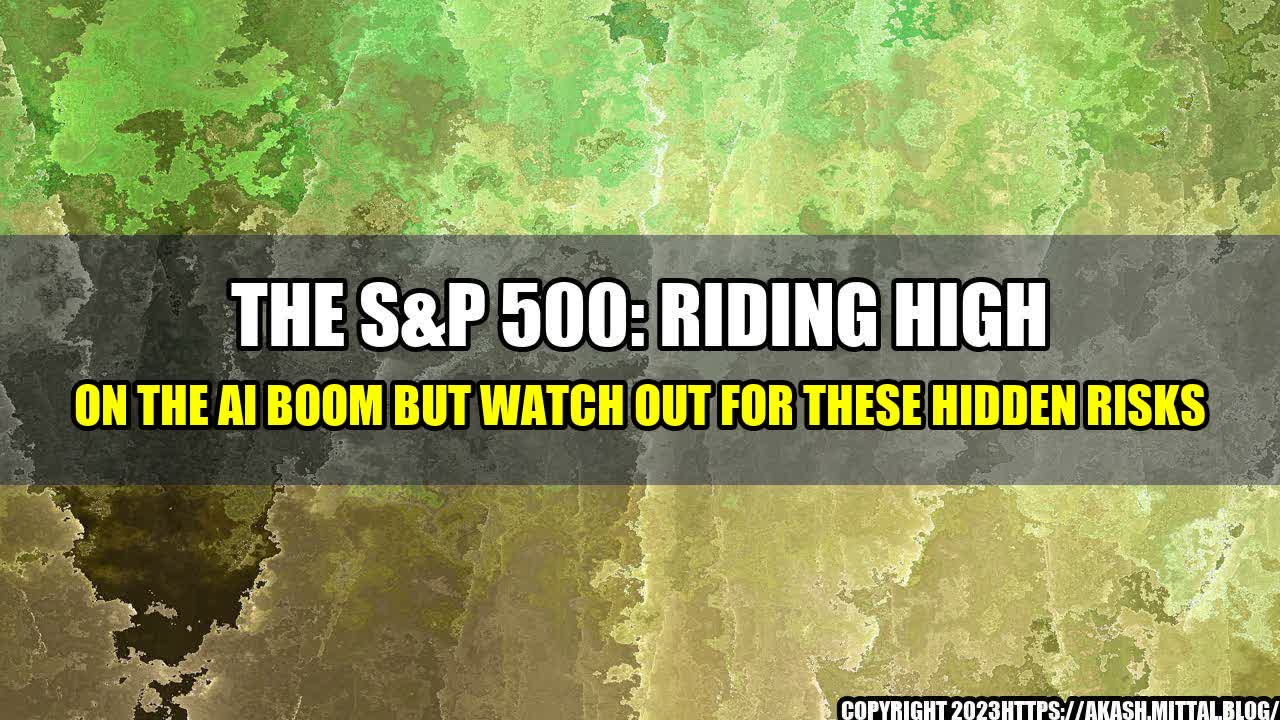 THE S&P 500: RIDING HIGH
ON THE AI BOOM BUT WATCH OUT FOR THESE HIDDEN RISKS
COPYRIGHT 2023HTTPS://AKASH.MITTAL.BLOG/